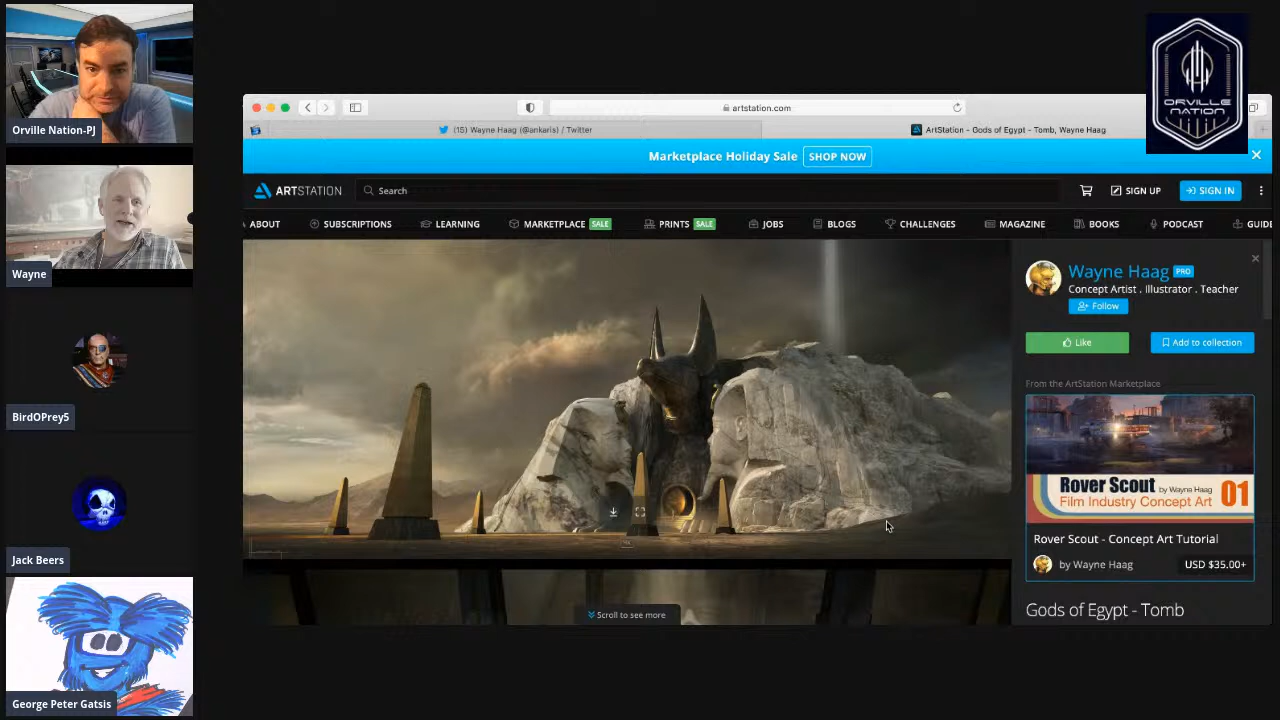 Orville Nation-PJ
Wayne
BirdOPrey5
Jack Beers
George Peter Gatsis
ORVILLE
NATION
artstation.com
(15) Wayne Haag (@ankaris) / Twitter
ArtStation - Gods of Egypt - Tomb, Wayne Haag
Marketplace Holiday Sale SHOP NOW
ARTSTATION Search SIGN UP SIGN IN
ABOUT SUBSCRIPTIONS LEARNING MARKETPLACE SALE PRINTS SALE JOBS BLOGS CHALLENGES MAGAZINE BOOKS PODCAST GUIDE
Wayne Haag PRO
Concept Artist . Illustrator . Teacher
Follow
Like Add to collection
From the ArtStation Marketplace
Rover Scout by Wayne Haag 01
Film Industry Concept Art
Rover Scout - Concept Art Tutorial
by Wayne Haag USD $35.00+
Gods of Egypt - Tomb
Scroll to see more